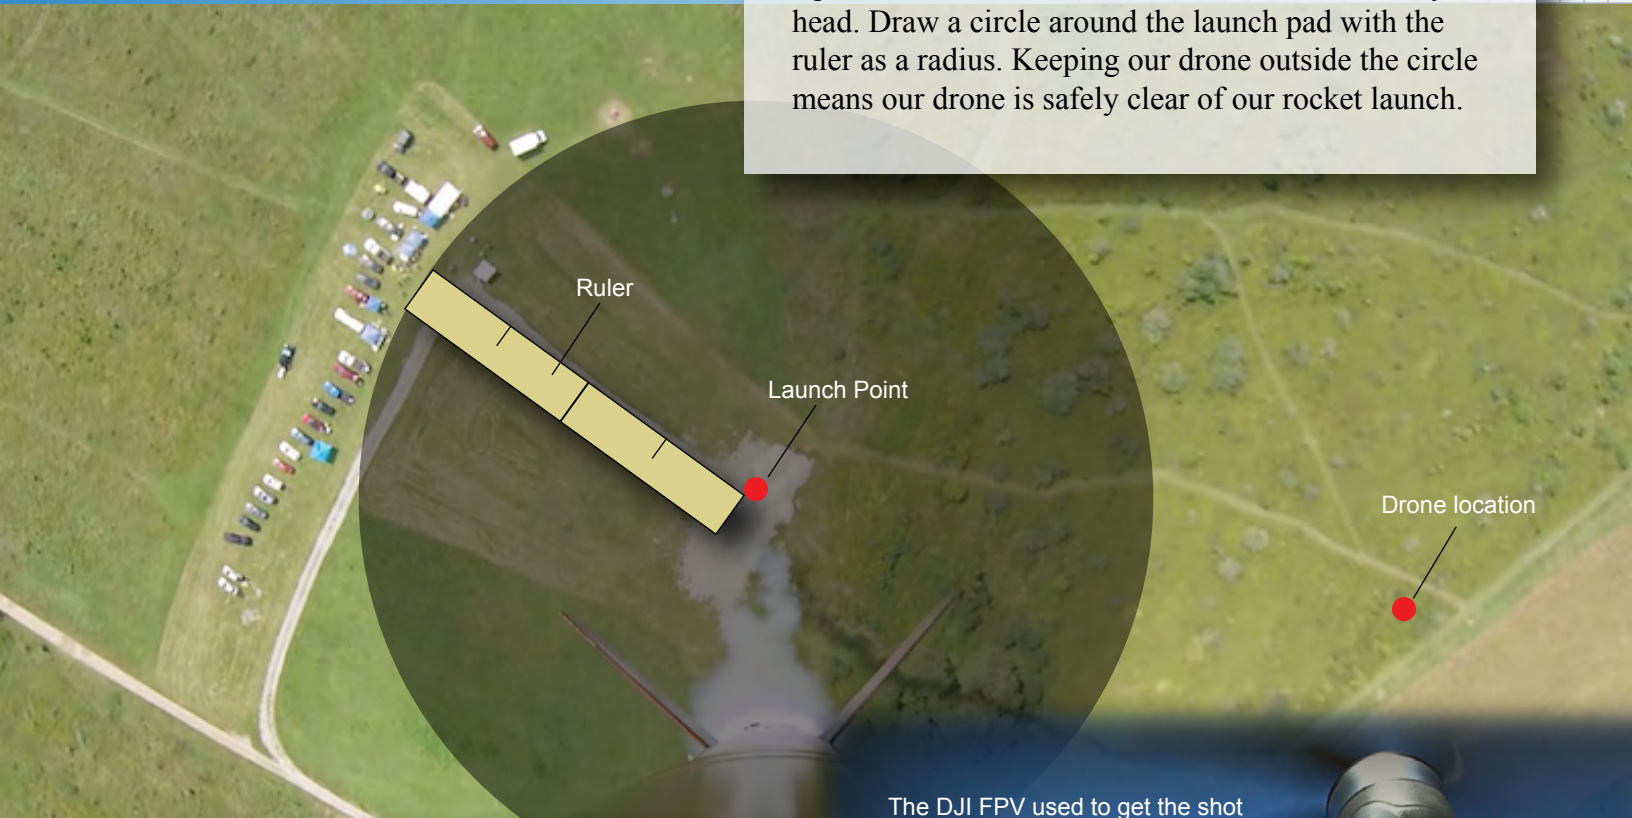 head. Draw a circle around the launch pad with the
ruler as a radius. Keeping our drone outside the circle
means our drone is safely clear of our rocket launch.
Ruler
Launch Point
Drone location
The DJI FPV used to get the shot